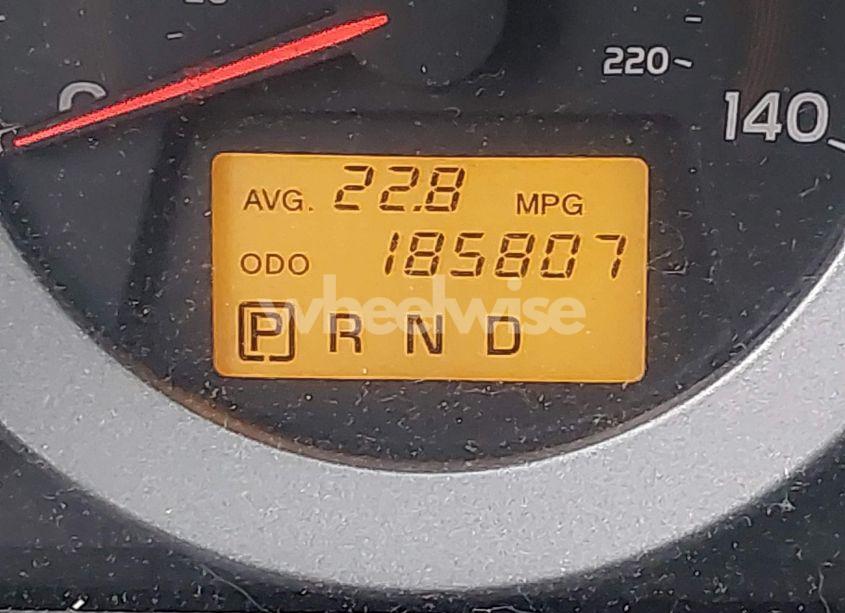 220
140
AVG. 22.8 MPG
ODO 185807
wheelwise
P R N D